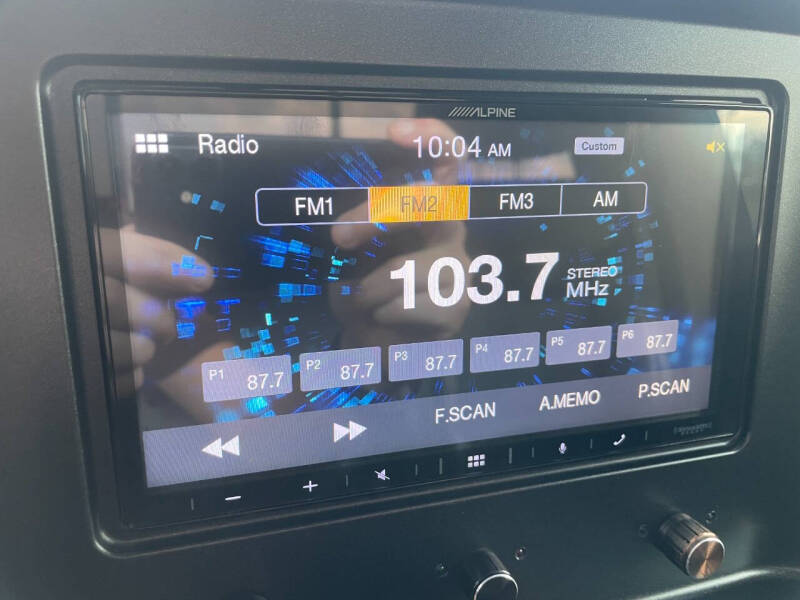 ALPINE
Radio 10:04 AM Custom
FM1 FM2 FM3 AM
103.7 STEREO MHz
P1 87.7 P2 87.7 P3 87.7 P4 87.7 P5 87.7 P6 87.7
F.SCAN A.MEMO P.SCAN